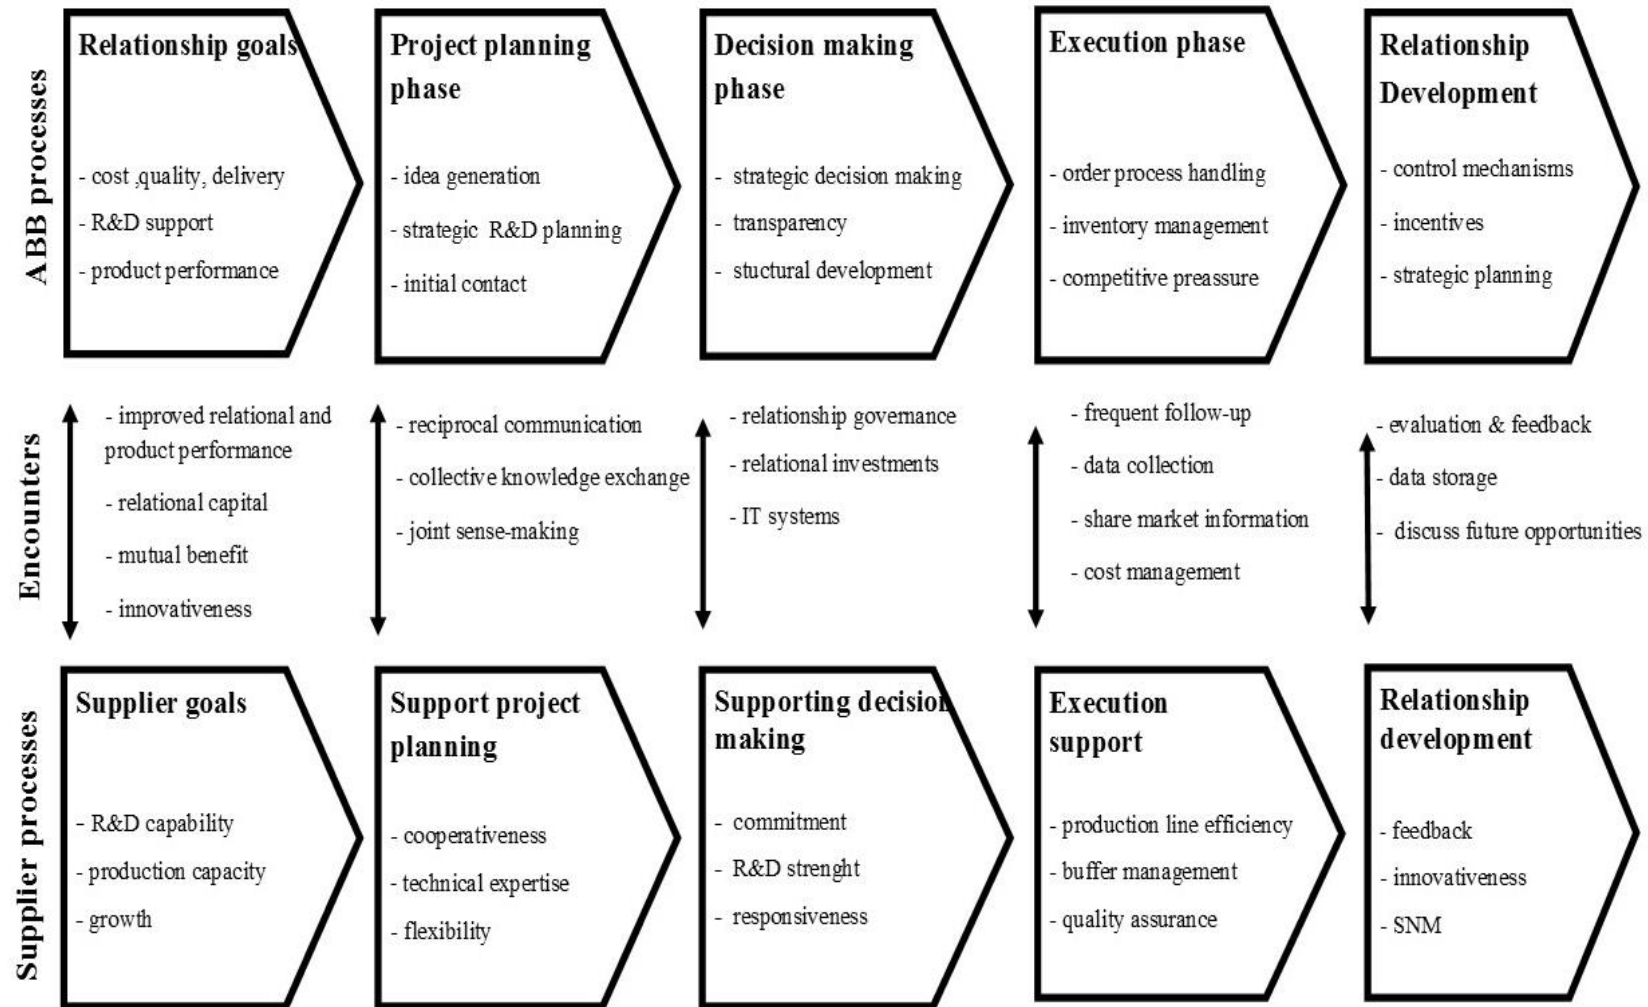 ABB processes
Relationship goals
- cost ,quality, delivery
- R&D support
- product performance
Project planning
phase
- idea generation
- strategic R&D planning
- initial contact
Decision making
phase
- strategic decision making
- transparency
- stuctural development
Execution phase
- order process handling
- inventory management
- competitive preassure
Relationship
Development
- control mechanisms
- incentives
- strategic planning
Encounters
- improved relational and
product performance
- relational capital
- mutual benefit
- innovativeness
- reciprocal communication
- collective knowledge exchange
- joint sense-making
- relationship governance
- relational investments
- IT systems
- frequent follow-up
- data collection
- share market information
- cost management
- evaluation & feedback
- data storage
- discuss future opportunities
Supplier processes
Supplier goals
- R&D capability
- production capacity
- growth
Support project
planning
- cooperativeness
- technical expertise
- flexibility
Supporting decision
making
- commitment
- R&D strenght
- responsiveness
Execution
support
- production line efficiency
- buffer management
- quality assurance
Relationship
development
- feedback
- innovativeness
- SNM